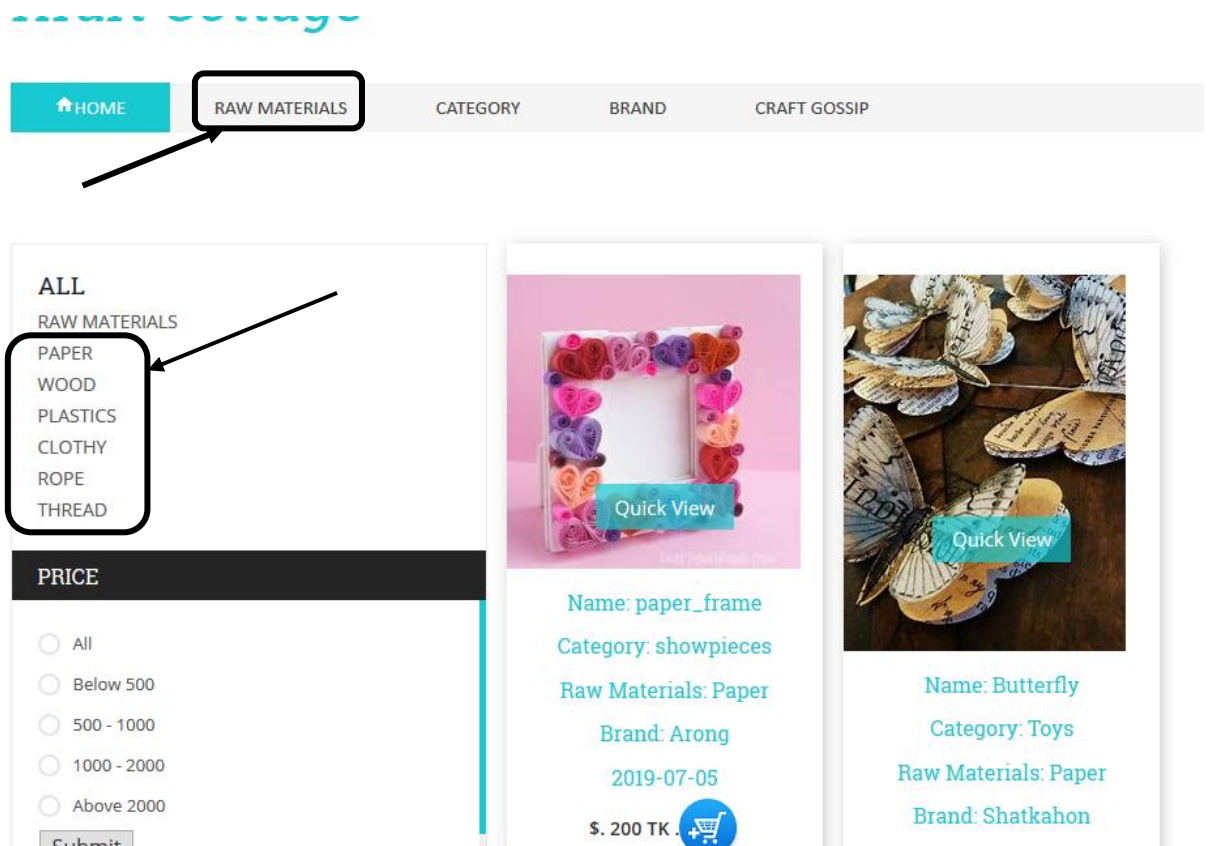 Cottage
HOME RAW MATERIALS CATEGORY BRAND CRAFT GOSSIP
ALL
RAW MATERIALS
PAPER
WOOD
PLASTICS
CLOTHY
ROPE
THREAD
PRICE
All
Below 500
500 - 1000
1000 - 2000
Above 2000
Submit
Quick View
Name: paper_frame
Category: showpieces
Raw Materials: Paper
Brand: Arong
2019-07-05
$. 200 TK .
Quick View
Name: Butterfly
Category: Toys
Raw Materials: Paper
Brand: Shatkahon